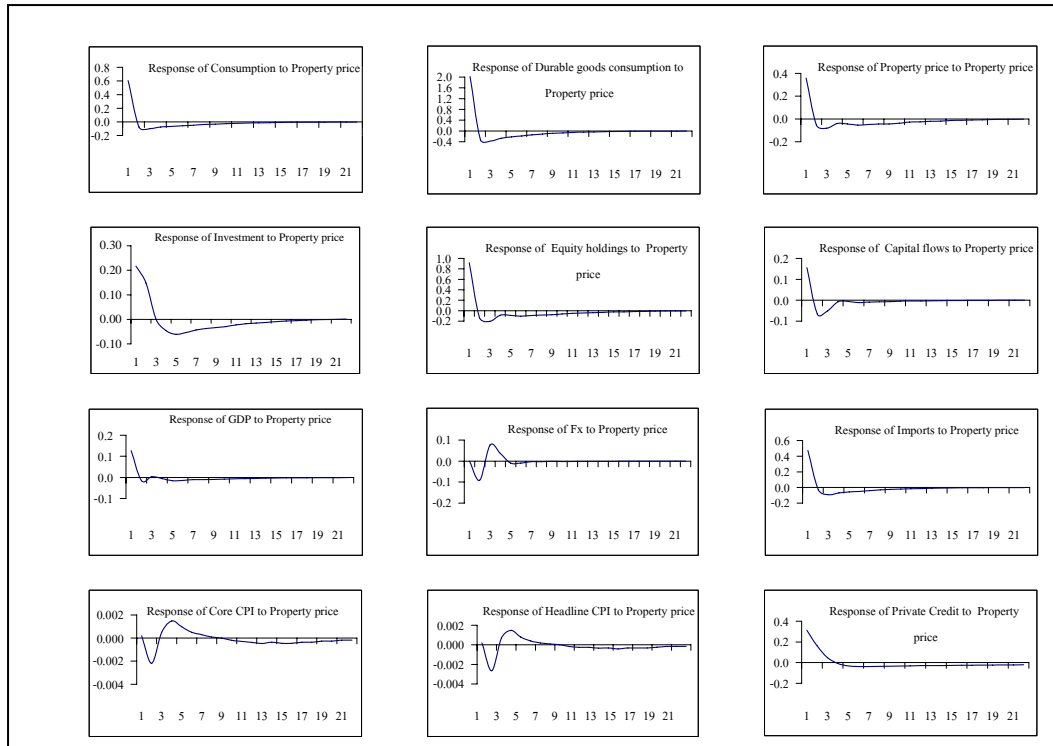 Response of Consumption to Property price
0.8
0.6
0.4
0.2
0.0
-0.2
1 3 5 7 9 11 13 15 17 19 21
Response of Durable goods consumption to
Property price
2.0
1.6
1.2
0.8
0.4
0.0
-0.4
1 3 5 7 9 11 13 15 17 19 21
Response of Property price to Property price
0.4
0.2
0.0
-0.2
1 3 5 7 9 11 13 15 17 19 21
Response of Investment to Property price
0.30
0.20
0.10
0.00
-0.10
1 3 5 7 9 11 13 15 17 19 21
Response of Equity holdings to Property
price
1.0
0.8
0.6
0.4
0.2
0.0
-0.2
1 3 5 7 9 11 13 15 17 19 21
Response of Capital flows to Property price
0.2
0.1
0.0
-0.1
1 3 5 7 9 11 13 15 17 19 21
Response of GDP to Property price
0.2
0.1
0.0
-0.1
1 3 5 7 9 11 13 15 17 19 21
Response of Fx to Property price
0.1
0.0
-0.1
-0.2
1 3 5 7 9 11 13 15 17 19 21
Response of Imports to Property price
0.6
0.4
0.2
0.0
-0.2
1 3 5 7 9 11 13 15 17 19 21
Response of Core CPI to Property price
0.002
0.000
-0.002
-0.004
1 3 5 7 9 11 13 15 17 19 21
Response of Headline CPI to Property price
0.002
0.000
-0.002
-0.004
1 3 5 7 9 11 13 15 17 19 21
Response of Private Credit to Property
price
0.4
0.2
0.0
-0.2
1 3 5 7 9 11 13 15 17 19 21